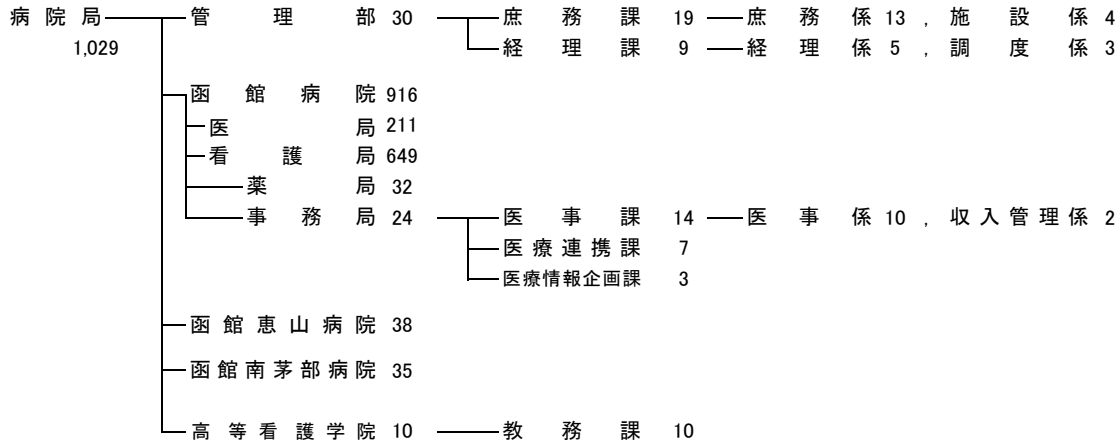 病院局 管理部 30 庶務課 19 庶務係 13 , 施設係 4
1,029 経理課 9 経理係 5 , 調度係 3
函館病院 916
医局 211
看護局 649
薬局 32
事務局 24 医事課 14 医事係 10 , 収入管理係 2
医療連携課 7
医療情報企画課 3
函館恵山病院 38
函館南茅部病院 35
高等看護学院 10 教務課 10